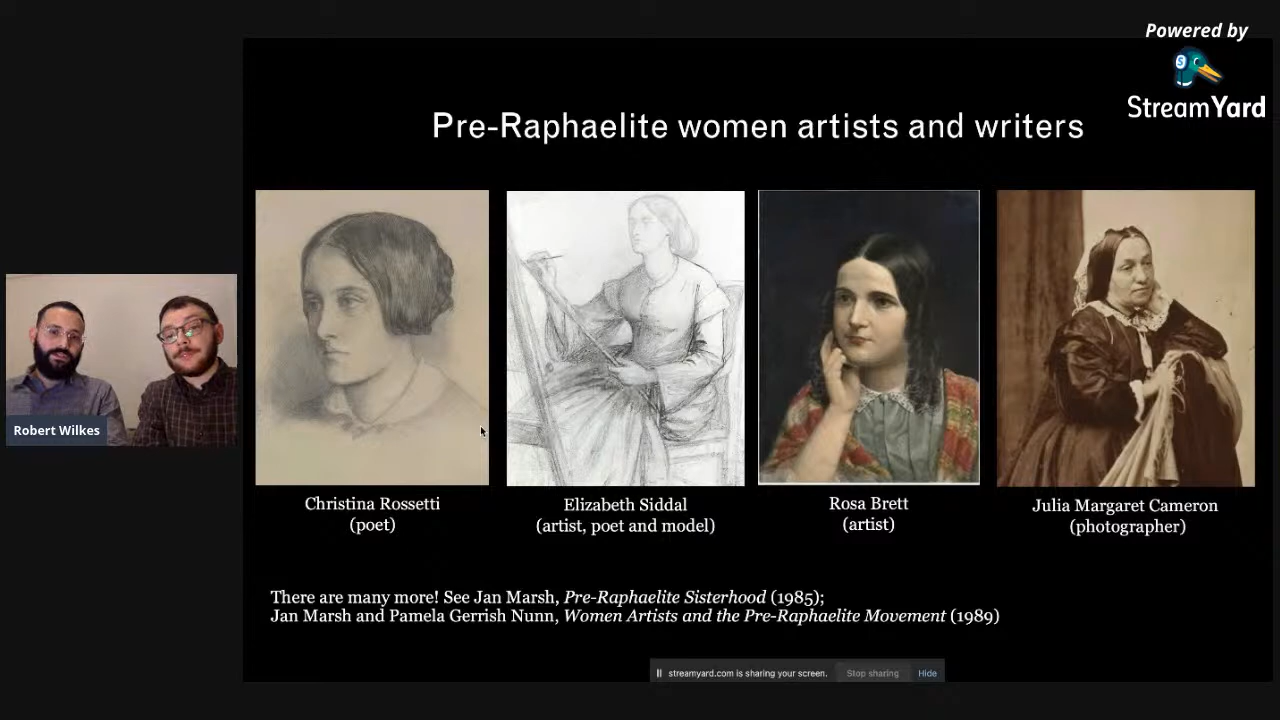 Powered by
StreamYard
Pre-Raphaelite women artists and writers
Robert Wilkes
Christina Rossetti
(poet)
Elizabeth Siddal
(artist, poet and model)
Rosa Brett
(artist)
Julia Margaret Cameron
(photographer)
There are many more! See Jan Marsh, Pre-Raphaelite Sisterhood (1985);
Jan Marsh and Pamela Gerrish Nunn, Women Artists and the Pre-Raphaelite Movement (1989)
streamyard.com is sharing your screen. Stop sharing Hide